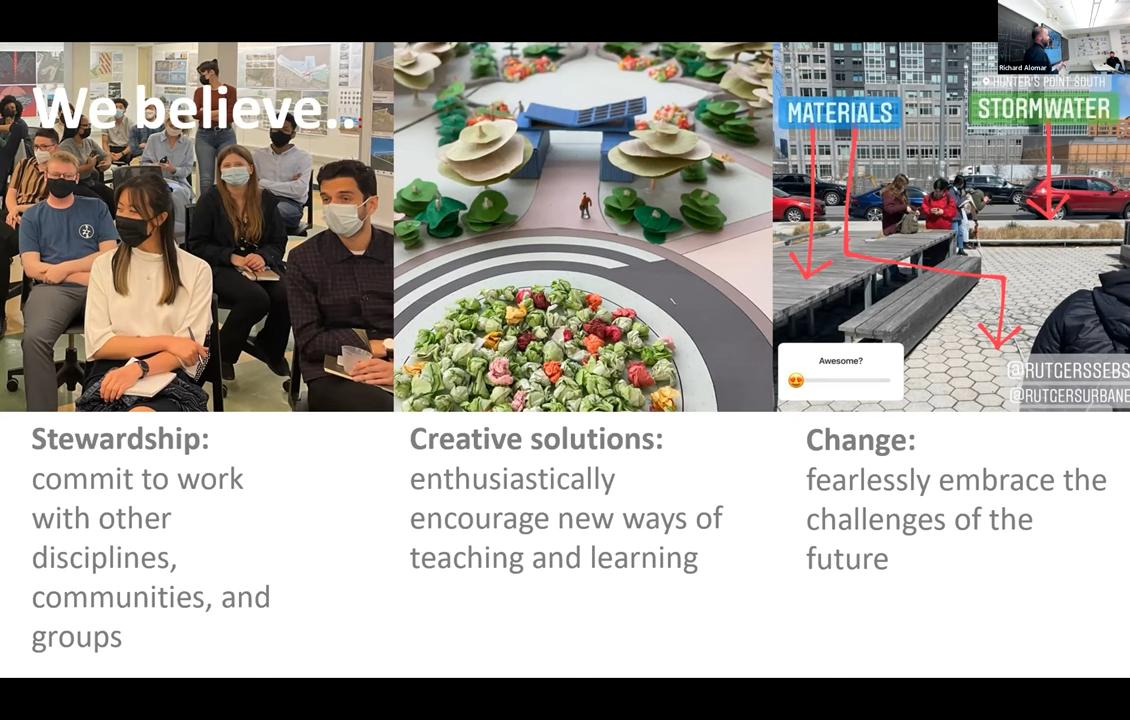 Richard Alomar
We believe..
HUNTER'S POINT SOUTH
MATERIALS
STORMWATER
Awesome?
@RUTGERSSEBS
@RUTGERSURBANE
Stewardship:
commit to work
with other
disciplines,
communities, and
groups
Creative solutions:
enthusiastically
encourage new ways of
teaching and learning
Change:
fearlessly embrace the
challenges of the
future